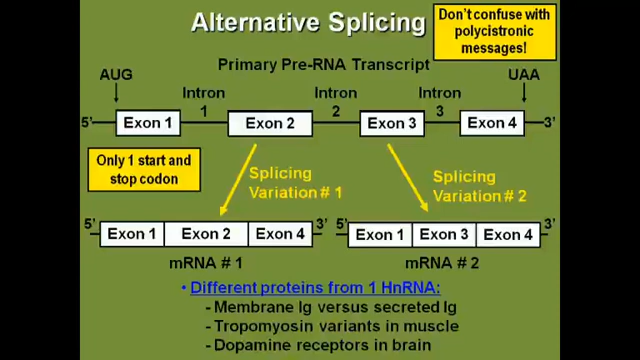 Alternative Splicing
Don't confuse with
polycistronic
messages!
Primary Pre-RNA Transcript
AUG
UAA
Intron
1
Intron
2
Intron
3
5'
Exon 1
Exon 2
Exon 3
Exon 4
3'
Only 1 start and
stop codon
Splicing
Variation # 1
Splicing
Variation # 2
5'
Exon 1
Exon 2
Exon 4
3'
5'
Exon 1
Exon 3
Exon 4
3'
mRNA # 1
mRNA # 2
• Different proteins from 1 HnRNA:
- Membrane Ig versus secreted Ig
- Tropomyosin variants in muscle
- Dopamine receptors in brain